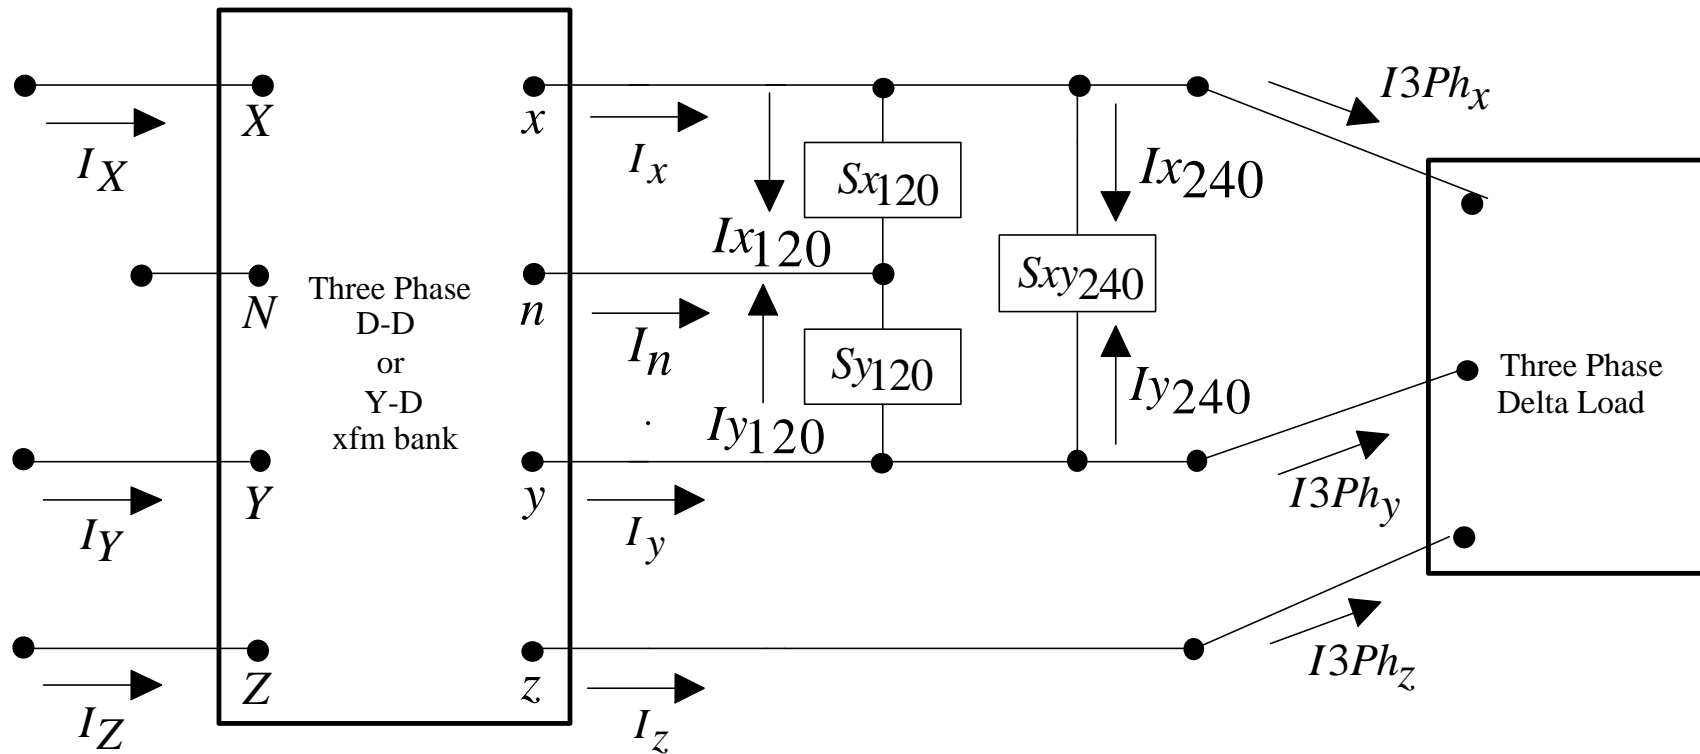 X
I_X
N
Y
I_Y
Z
I_Z
Three Phase
D-D
or
Y-D
xfm bank
x
I_x
n
I_n
y
I_y
z
I_z
Ix_120
Sx_120
Sy_120
Iy_120
Ix_240
Sxy_240
Iy_240
I3Ph_x
I3Ph_y
I3Ph_z
Three Phase
Delta Load